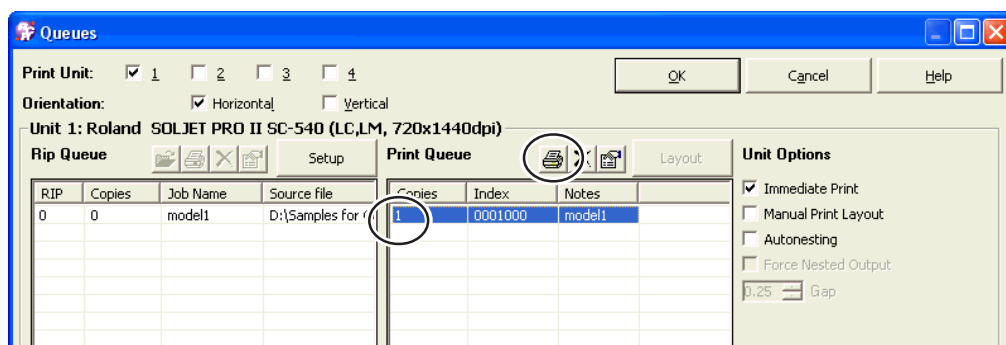 Queues
Print Unit: 1 2 3 4 OK Cancel Help
Orientation: Horizontal Vertical
Unit 1: Roland SOLJET PRO II SC-540 (LC,LM, 720x1440dpi)
Rip Queue Setup Print Queue Layout Unit Options
RIP Copies Job Name Source file Copies Index Notes Immediate Print
0 0 model1 D:\Samples for 1 0001000 model1 Manual Print Layout
Autonesting
Force Nested Output
0.25 Gap